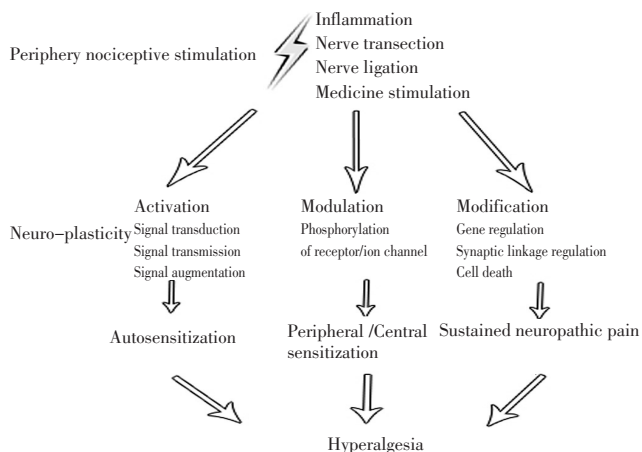 Inflammation
Periphery nociceptive stimulation
Nerve transection
Nerve ligation
Medicine stimulation
Activation
Modulation
Modification
Neuro-plasticity
Signal transduction
Signal transmission
Signal augmentation
Phosphorylation
of receptor/ion channel
Gene regulation
Synaptic linkage regulation
Cell death
Autosensitization
Peripheral /Central
sensitization
Sustained neuropathic pain
Hyperalgesia